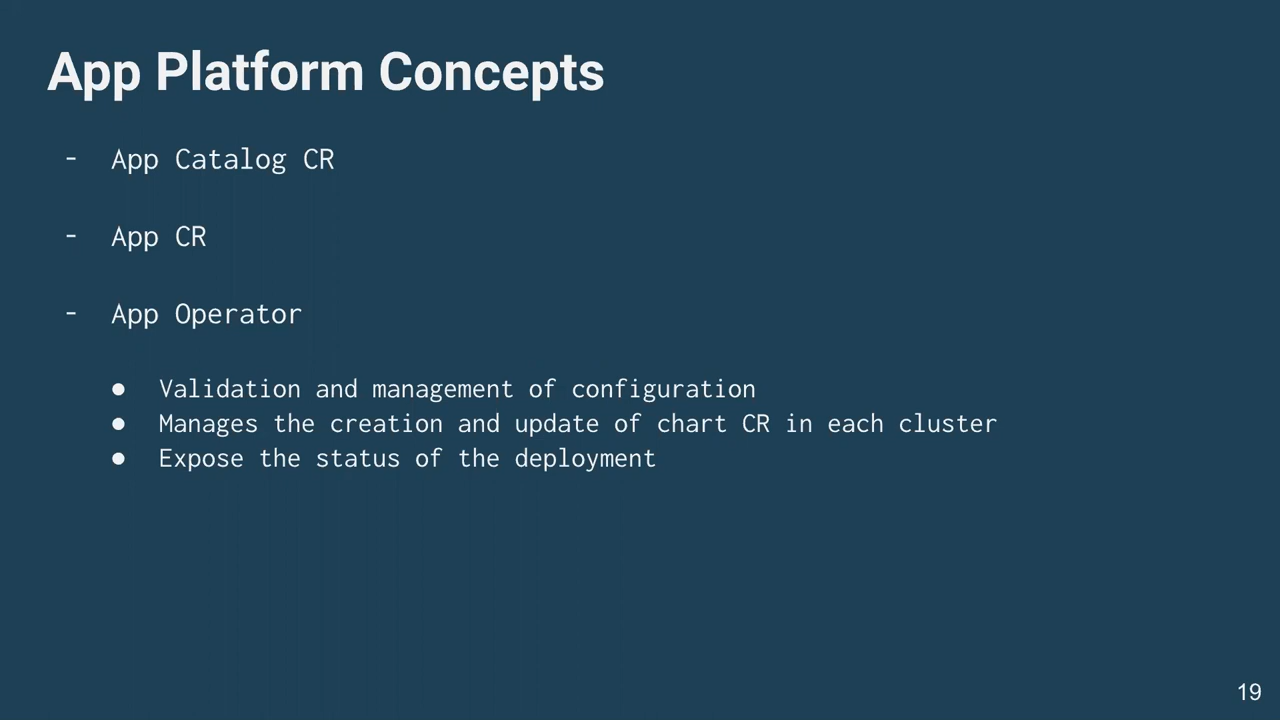 App Platform Concepts
- App Catalog CR
- App CR
- App Operator
● Validation and management of configuration
● Manages the creation and update of chart CR in each cluster
● Expose the status of the deployment
19